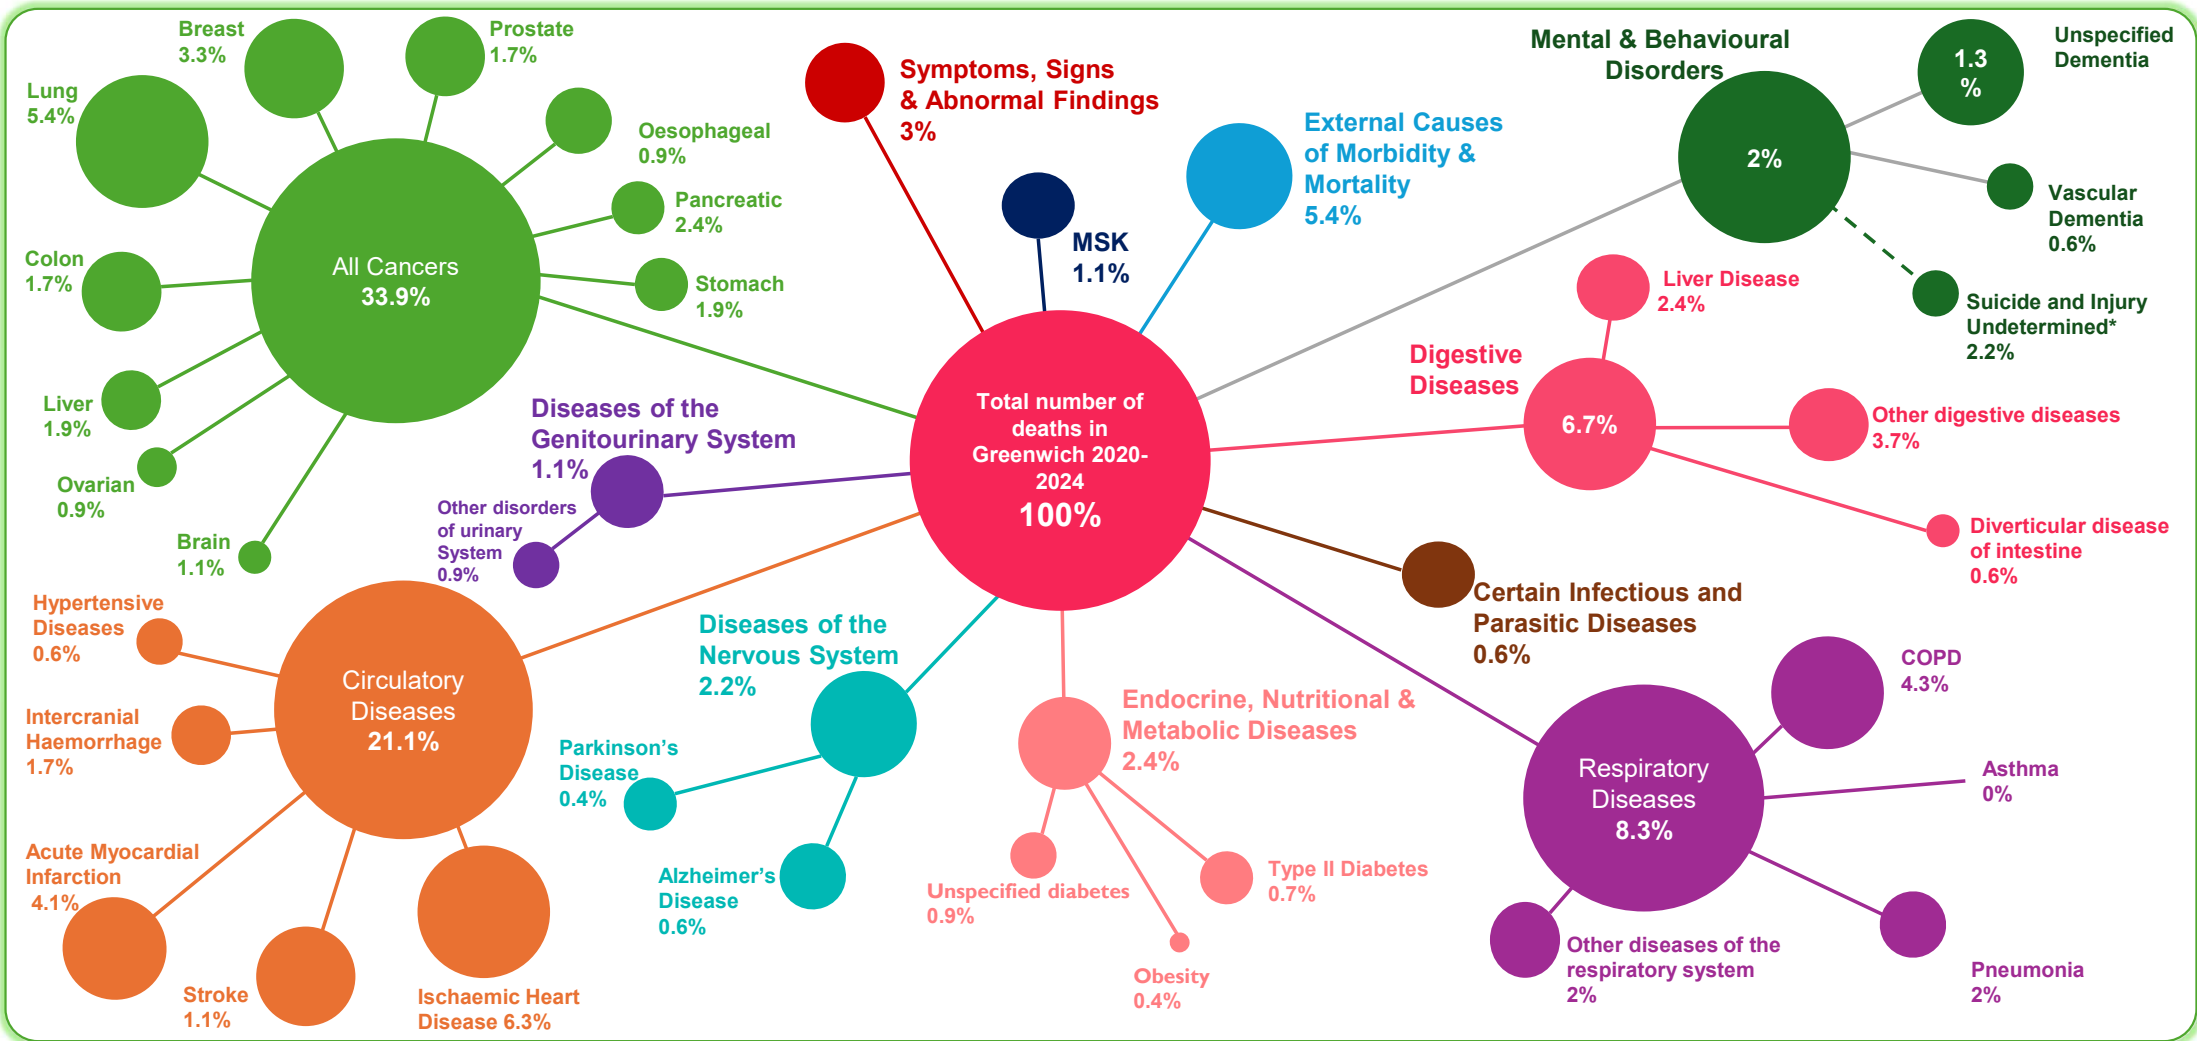 Breast
3.3%
Prostate
1.7%
Lung
5.4%
Oesophageal
0.9%
Pancreatic
2.4%
Colon
1.7%
All Cancers
33.9%
Stomach
1.9%
Liver
1.9%
Ovarian
0.9%
Brain
1.1%
Symptoms, Signs
& Abnormal Findings
3%
MSK
1.1%
External Causes
of Morbidity &
Mortality
5.4%
Mental & Behavioural
Disorders
2%
1.3
%
Unspecified
Dementia
Vascular
Dementia
0.6%
Suicide and Injury
Undetermined*
2.2%
Liver Disease
2.4%
Digestive
Diseases
6.7%
Other digestive diseases
3.7%
Diverticular disease
of intestine
0.6%
Total number of
deaths in
Greenwich 2020-
2024
100%
Diseases of the
Genitourinary System
1.1%
Other disorders
of urinary
System
0.9%
Hypertensive
Diseases
0.6%
Intercranial
Haemorrhage
1.7%
Circulatory
Diseases
21.1%
Acute Myocardial
Infarction
4.1%
Stroke
1.1%
Ischaemic Heart
Disease 6.3%
Diseases of the
Nervous System
2.2%
Parkinson's
Disease
0.4%
Alzheimer's
Disease
0.6%
Endocrine, Nutritional &
Metabolic Diseases
2.4%
Unspecified diabetes
0.9%
Type II Diabetes
0.7%
Obesity
0.4%
Certain Infectious and
Parasitic Diseases
0.6%
Respiratory
Diseases
8.3%
COPD
4.3%
Asthma
0%
Other diseases of the
respiratory system
2%
Pneumonia
2%